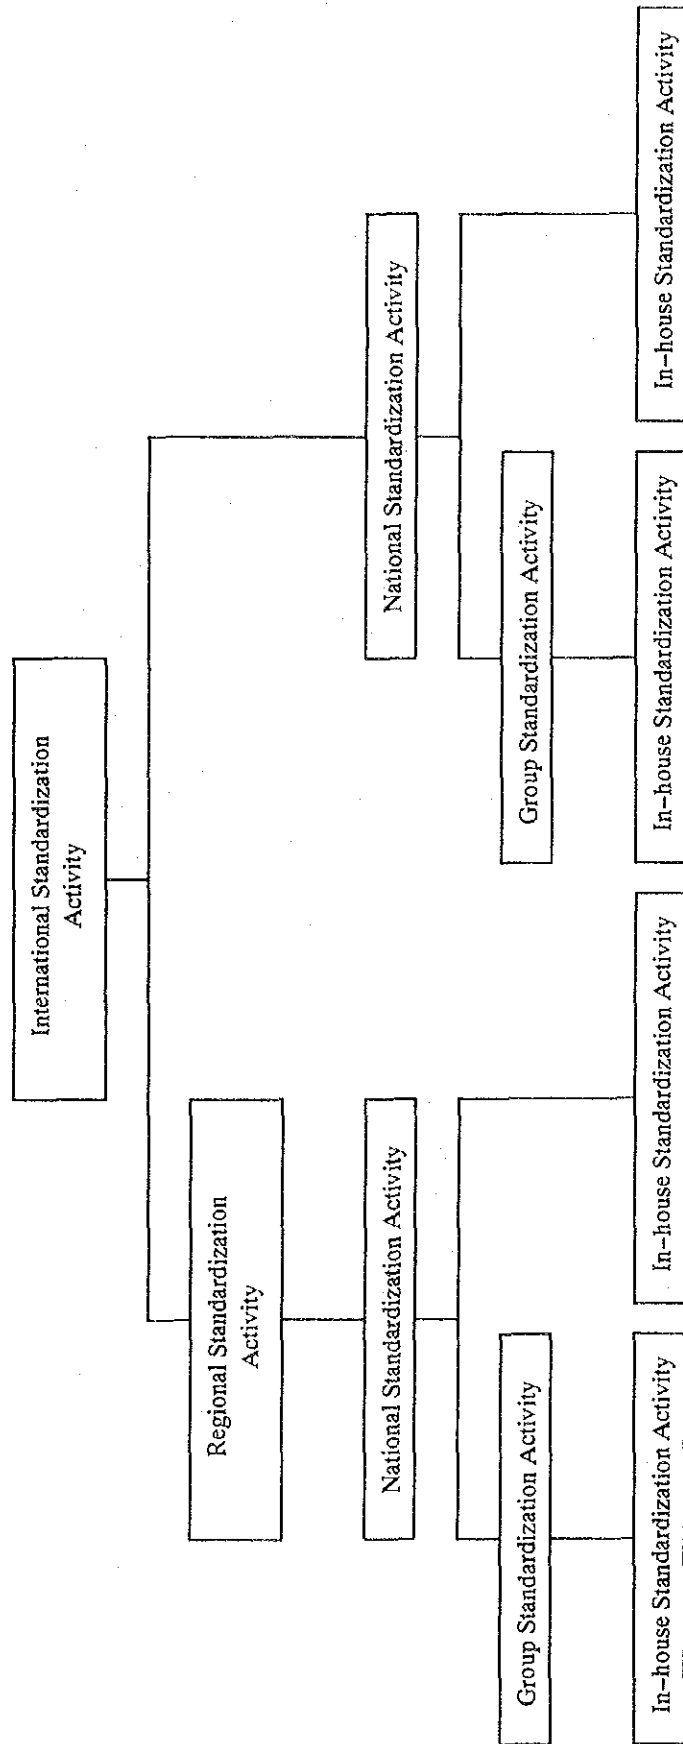 International Standardization
Activity
Regional Standardization
Activity
National Standardization Activity
National Standardization Activity
Group Standardization Activity
Group Standardization Activity
In-house Standardization Activity
In-house Standardization Activity
In-house Standardization Activity
In-house Standardization Activity